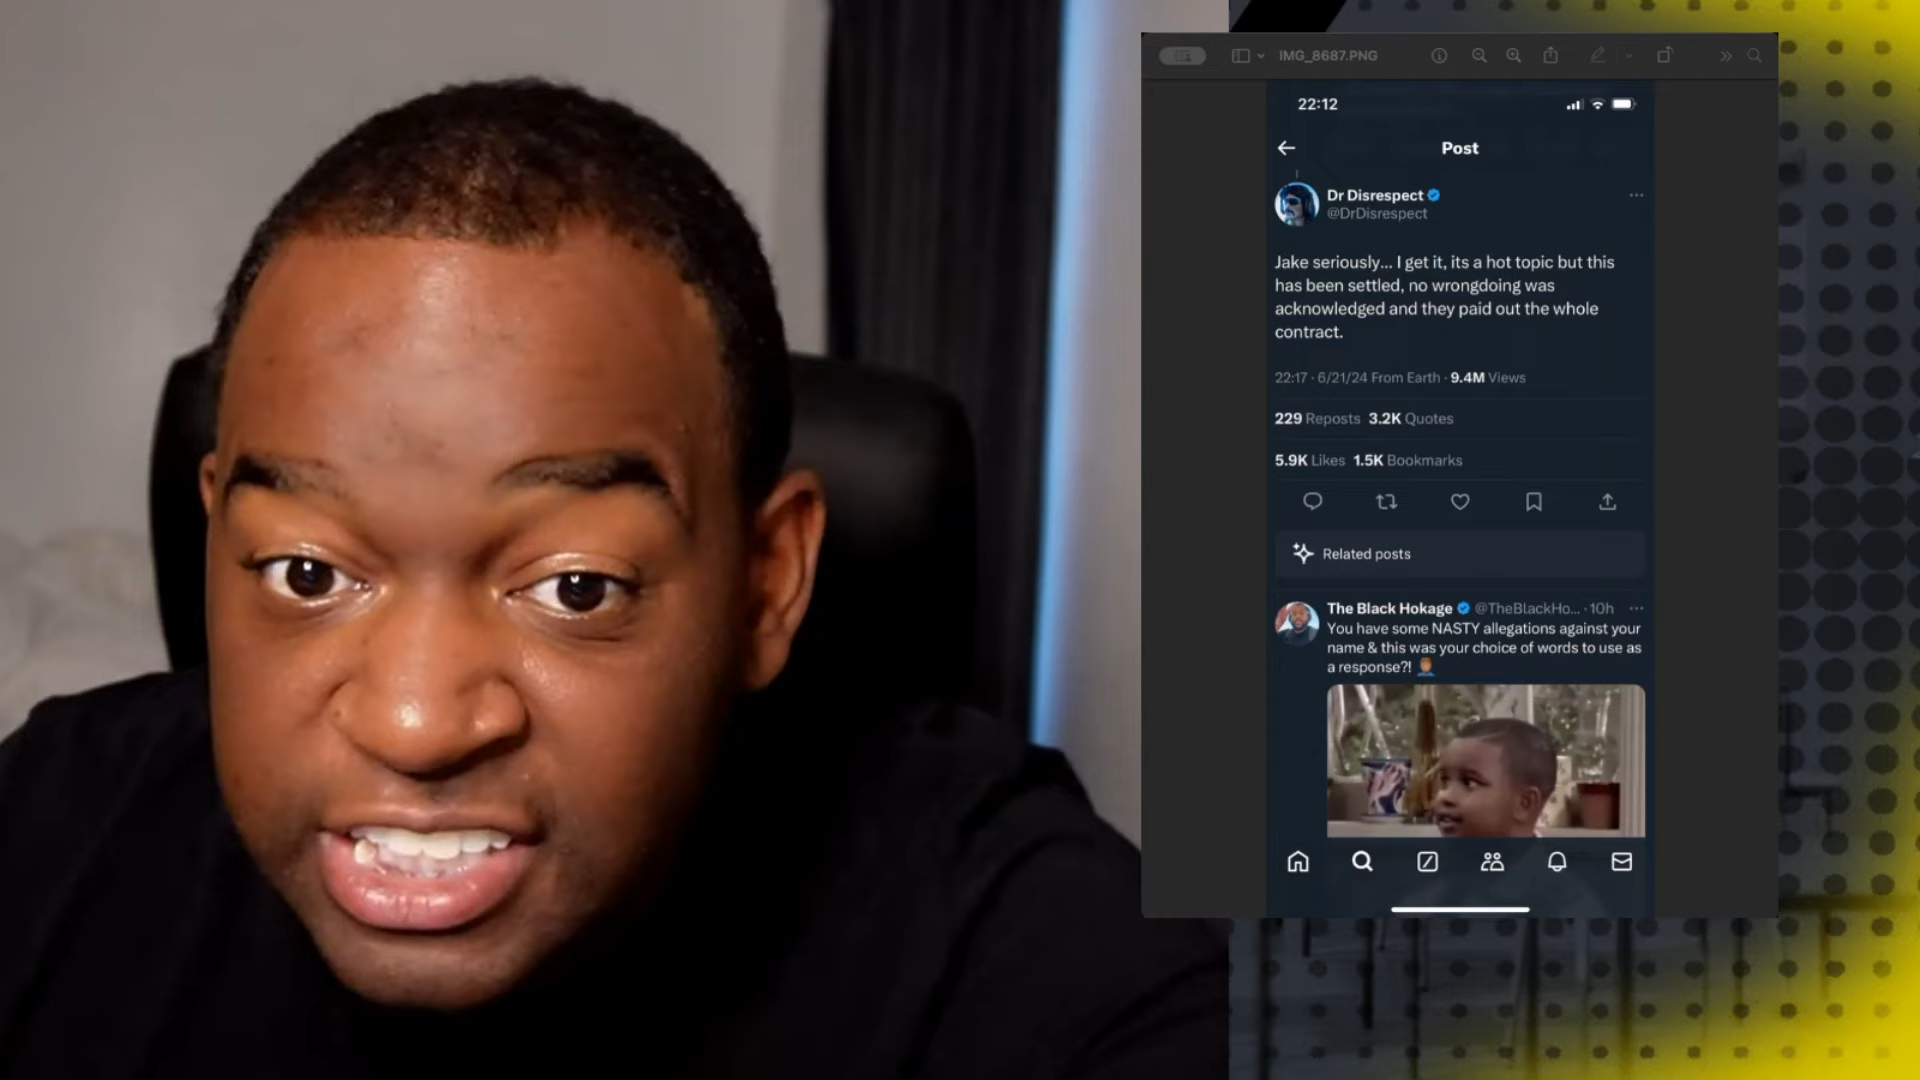 IMG_8687.PNG
22:12
Post
Dr Disrespect
@DrDisrespect
Jake seriously... I get it, its a hot topic but this
has been settled, no wrongdoing was
acknowledged and they paid out the whole
contract.
22:17 · 6/21/24 From Earth · 9.4M Views
229 Reposts 3.2K Quotes
5.9K Likes 1.5K Bookmarks
Related posts
The Black Hokage @TheBlackHo... · 10h
You have some NASTY allegations against your
name & this was your choice of words to use as
a response?! 🤦🏾‍♂️